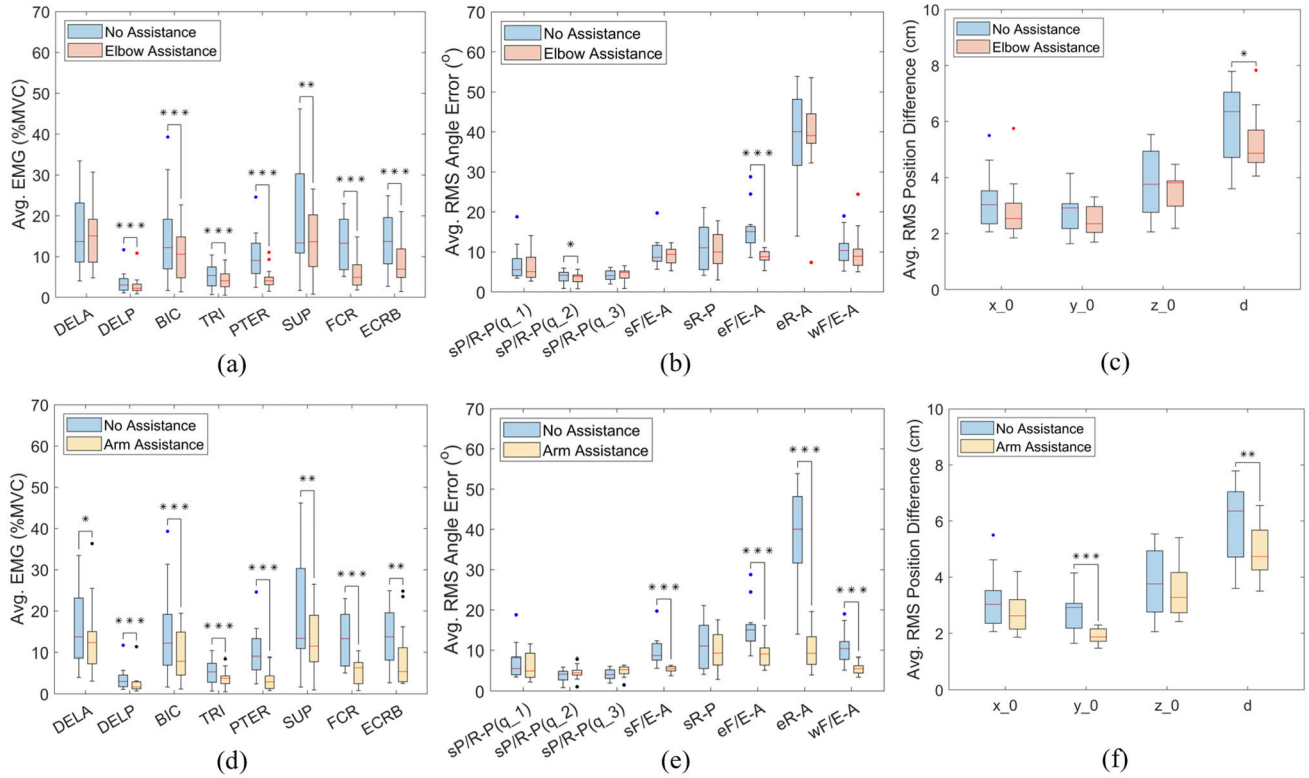 70
60
50
40
30
20
10
0
Avg. EMG (%MVC)
No Assistance
Elbow Assistance
***
***
***
***
**
***
***
DELA DELP BIC TRI PTER SUP FCR ECRB
(a)
70
60
50
40
30
20
10
0
Avg. RMS Angle Error (°)
No Assistance
Elbow Assistance
*
***
sP/R-P(q_1) sP/R-P(q_2) sP/R-P(q_3) sF/E-A sR-P eF/E-A eR-A wF/E-A
(b)
10
8
6
4
2
0
Avg. RMS Position Difference (cm)
No Assistance
Elbow Assistance
*
x_0 y_0 z_0 d
(c)
70
60
50
40
30
20
10
0
Avg. EMG (%MVC)
No Assistance
Arm Assistance
*
***
***
***
***
**
***
**
DELA DELP BIC TRI PTER SUP FCR ECRB
(d)
70
60
50
40
30
20
10
0
Avg. RMS Angle Error (°)
No Assistance
Arm Assistance
***
***
***
***
sP/R-P(q_1) sP/R-P(q_2) sP/R-P(q_3) sF/E-A sR-P eF/E-A eR-A wF/E-A
(e)
10
8
6
4
2
0
Avg. RMS Position Difference (cm)
No Assistance
Arm Assistance
***
**
x_0 y_0 z_0 d
(f)